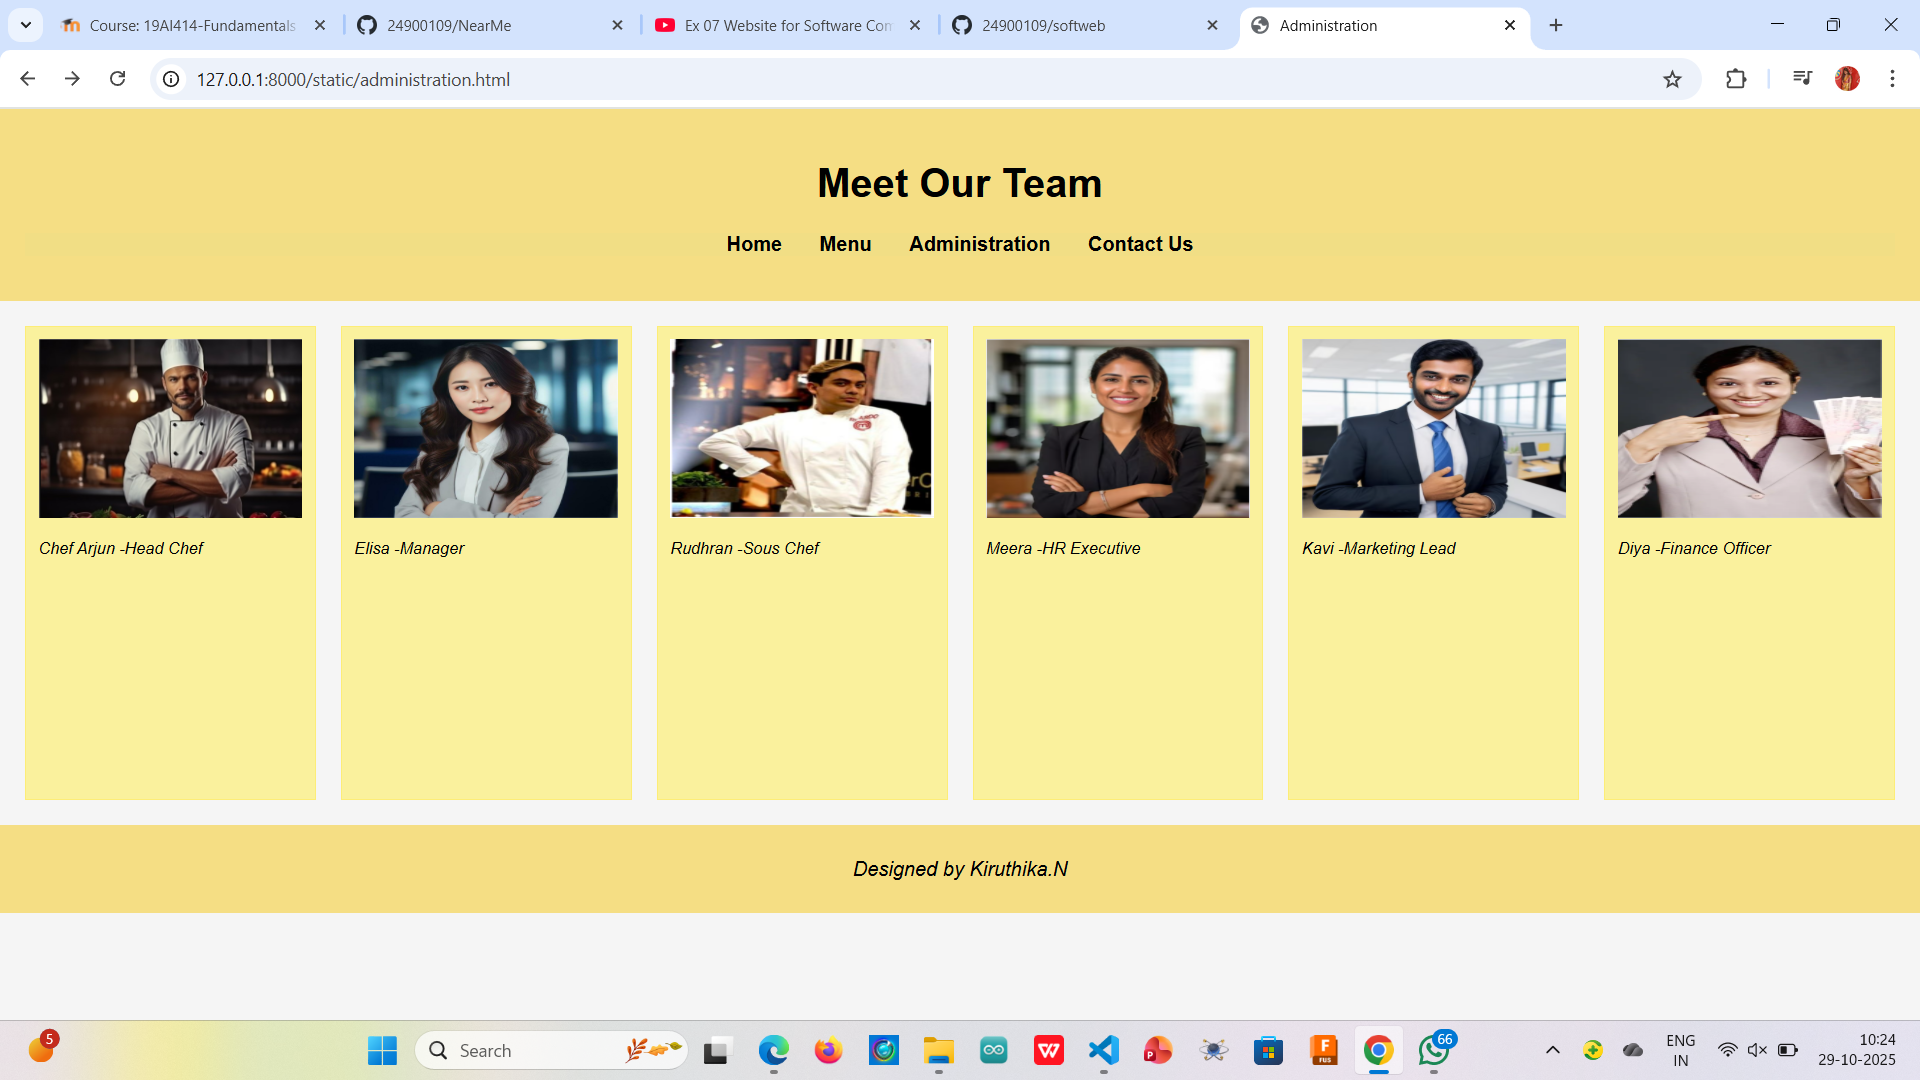 Course: 19AI414-Fundamentals
24900109/NearMe
Ex 07 Website for Software Com
24900109/softweb
Administration
127.0.0.1:8000/static/administration.html
Meet Our Team
Home Menu Administration Contact Us
Chef Arjun -Head Chef
Elisa -Manager
Rudhran -Sous Chef
Meera -HR Executive
Kavi -Marketing Lead
Diya -Finance Officer
Designed by Kiruthika.N
5
Search
66
ENG
IN
10:24
29-10-2025